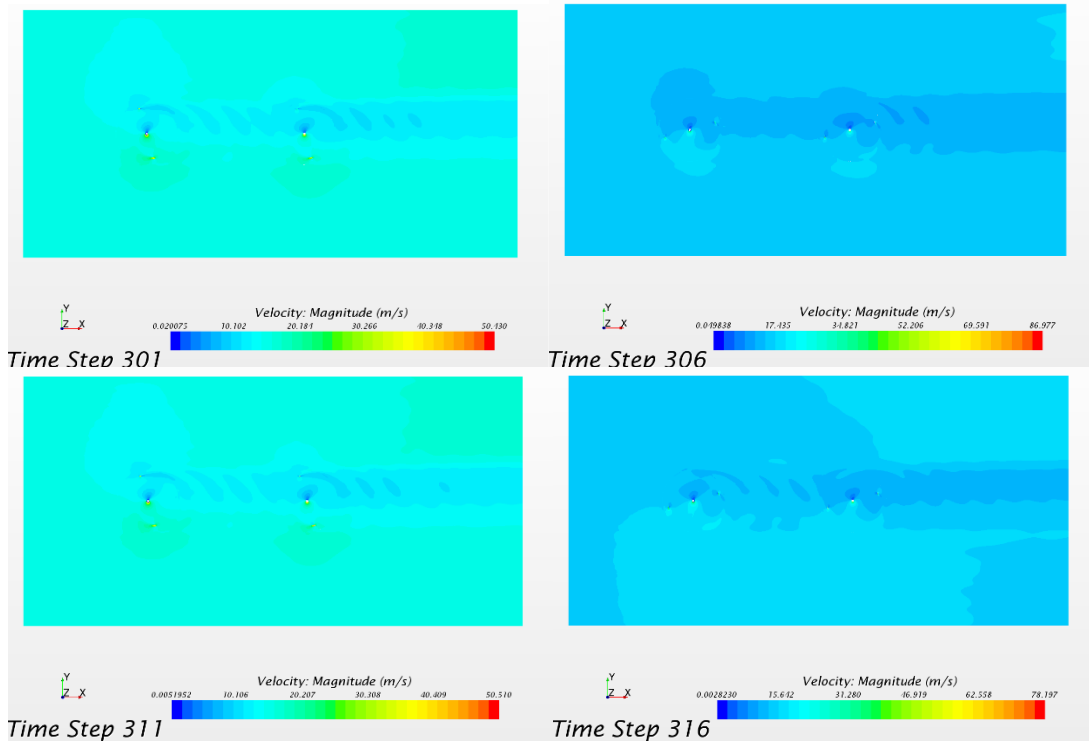 Y
Z X
Velocity: Magnitude (m/s)
0.020075 10.102 20.184 30.266 40.348 50.430
Time Step 301
Y
Z X
Velocity: Magnitude (m/s)
0.049838 17.435 34.821 52.206 69.591 86.977
Time Step 306
Y
Z X
Velocity: Magnitude (m/s)
0.0051952 10.106 20.207 30.308 40.409 50.510
Time Step 311
Y
Z X
Velocity: Magnitude (m/s)
0.0028230 15.642 31.280 46.919 62.558 78.197
Time Step 316